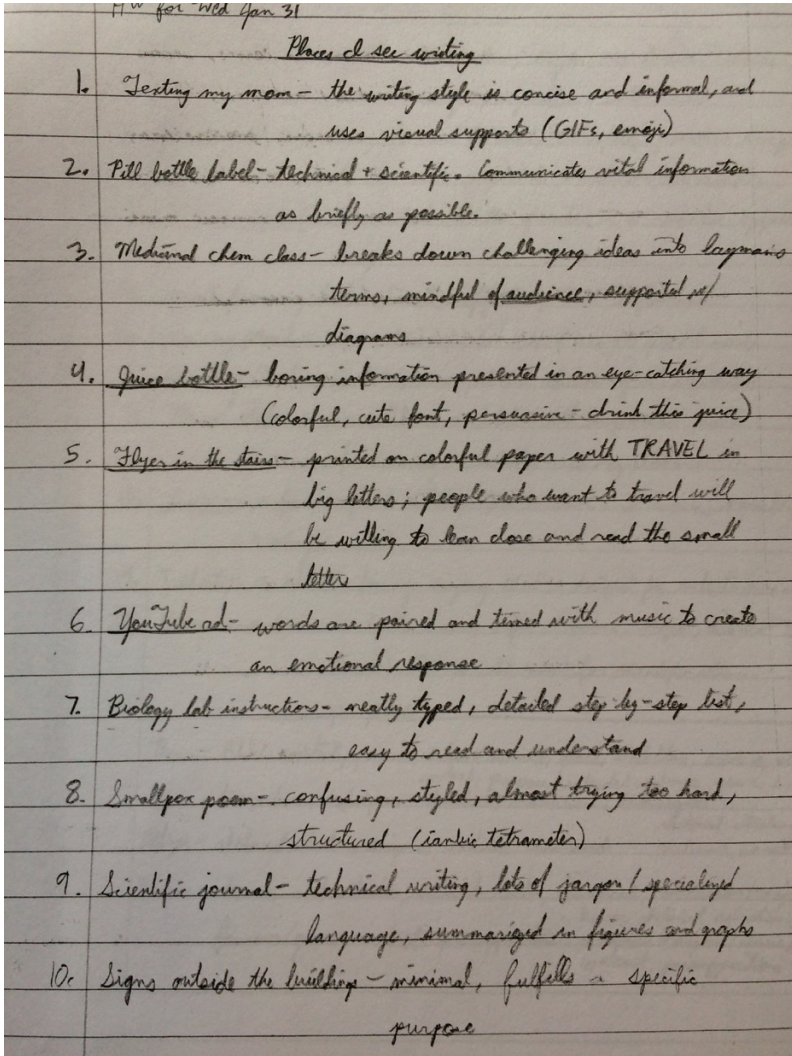 HW for Wed Jan 31
Places I see writing
1. Texting my mom – the writing style is concise and informal, and
uses visual supports (GIFs, emoji)
2. Pill bottle label – technical + scientific. Communicates vital information
as briefly as possible.
3. Medicinal chem class – breaks down challenging ideas into laymans
terms, mindful of audience, supported w/
diagrams
4. Juice bottle – boring information presented in an eye-catching way
(colorful, cute font, persuasive – drink this juice)
5. Flyer in the stairs – printed on colorful paper with TRAVEL in
big letters; people who want to travel will
be willing to lean close and read the small
letters
6. YouTube ad – words are paired and timed with music to create
an emotional response
7. Biology lab instructions – neatly typed, detailed step-by-step list,
easy to read and understand
8. Smallpox poem – confusing, styled, almost trying too hard,
structured (iambic tetrameter)
9. Scientific journal – technical writing, lots of jargon / specialized
language, summarized in figures and graphs
10. Signs outside the buildings – minimal, fulfills a specific
purpose